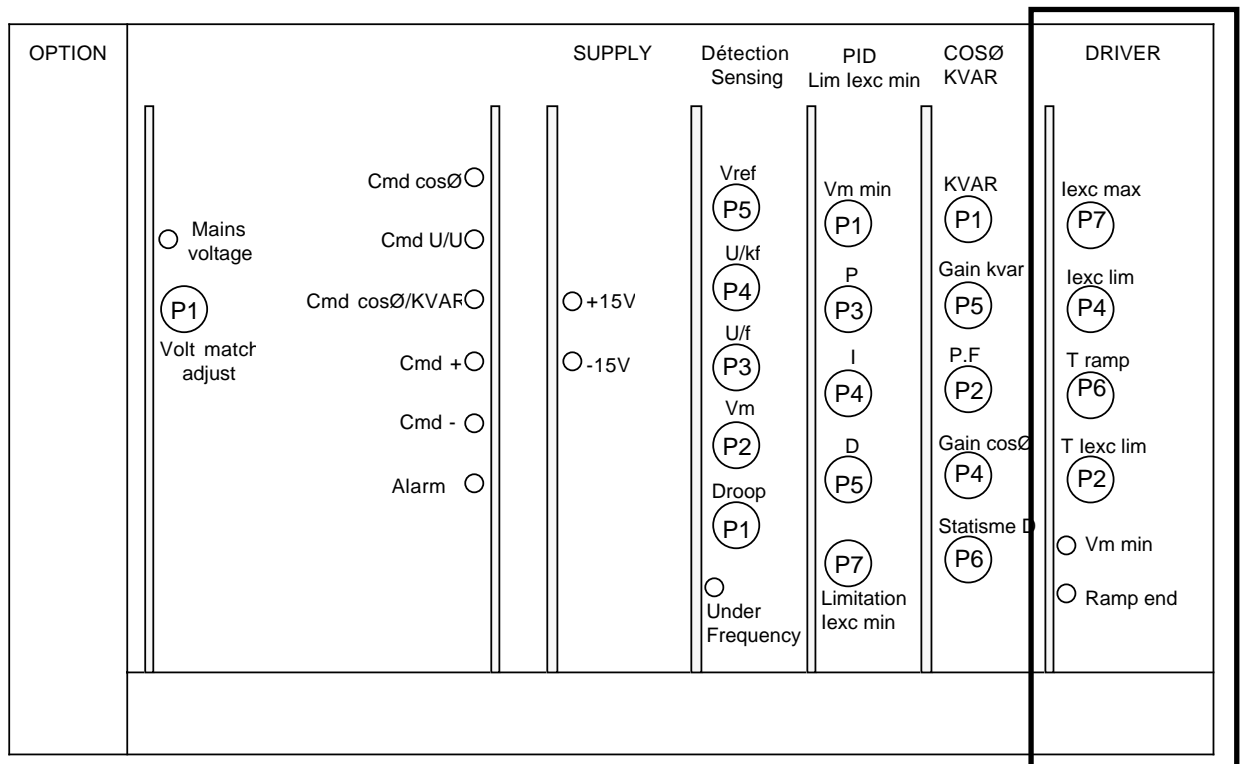 OPTION
Mains
voltage
P1
Volt match
adjust
Cmd cosØ
Cmd U/U
Cmd cosØ/KVAR
Cmd +
Cmd -
Alarm
SUPPLY
+15V
-15V
Détection
Sensing
Vref
P5
U/kf
P4
U/f
P3
Vm
P2
Droop
P1
Under
Frequency
PID
Lim Iexc min
Vm min
P1
P
P3
I
P4
D
P5
P7
Limitation
Iexc min
COSØ
KVAR
KVAR
P1
Gain kvar
P5
P.F
P2
Gain cosØ
P4
Statisme D
P6
DRIVER
Iexc max
P7
Iexc lim
P4
T ramp
P6
T Iexc lim
P2
Vm min
Ramp end